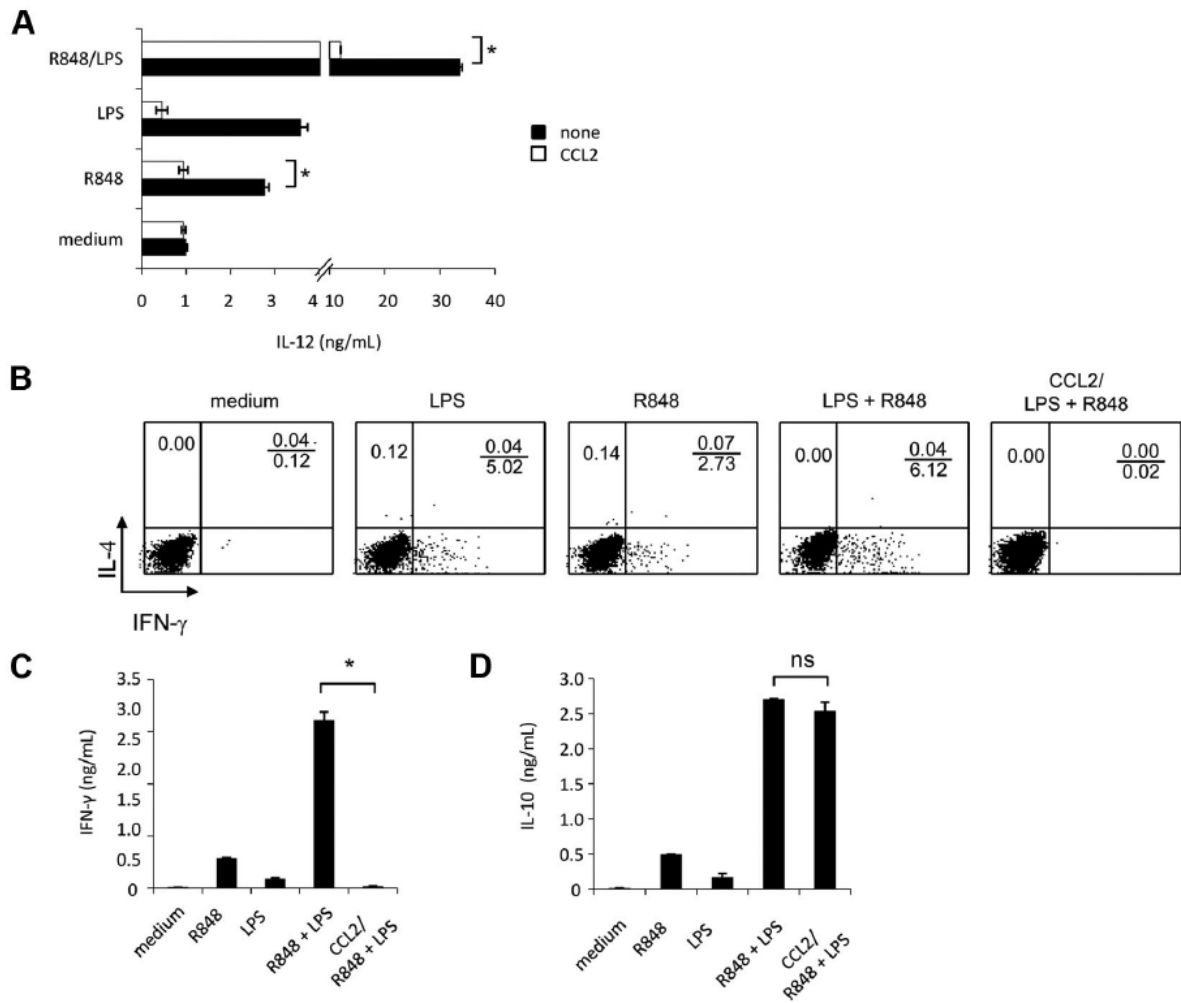 A
R848/LPS
*
LPS
none
CCL2
R848
*
medium
0 1 2 3 4 10 20 30 40
IL-12 (ng/mL)
B
medium LPS R848 LPS + R848 CCL2/
LPS + R848
0.00 0.04 0.12 0.04 0.14 0.07 0.00 0.04 0.00 0.00
0.12 5.02 2.73 6.12 0.02
IL-4
IFN-γ
C
*
3.5
3.0
2.5
2.0
1.5
1.0
0.5
0
IFN-γ (ng/mL)
medium R848 LPS R848 + LPS CCL2/
R848 + LPS
D
ns
3.0
2.5
2.0
1.5
1.0
0.5
0
IL-10 (ng/mL)
medium R848 LPS R848 + LPS CCL2/
R848 + LPS